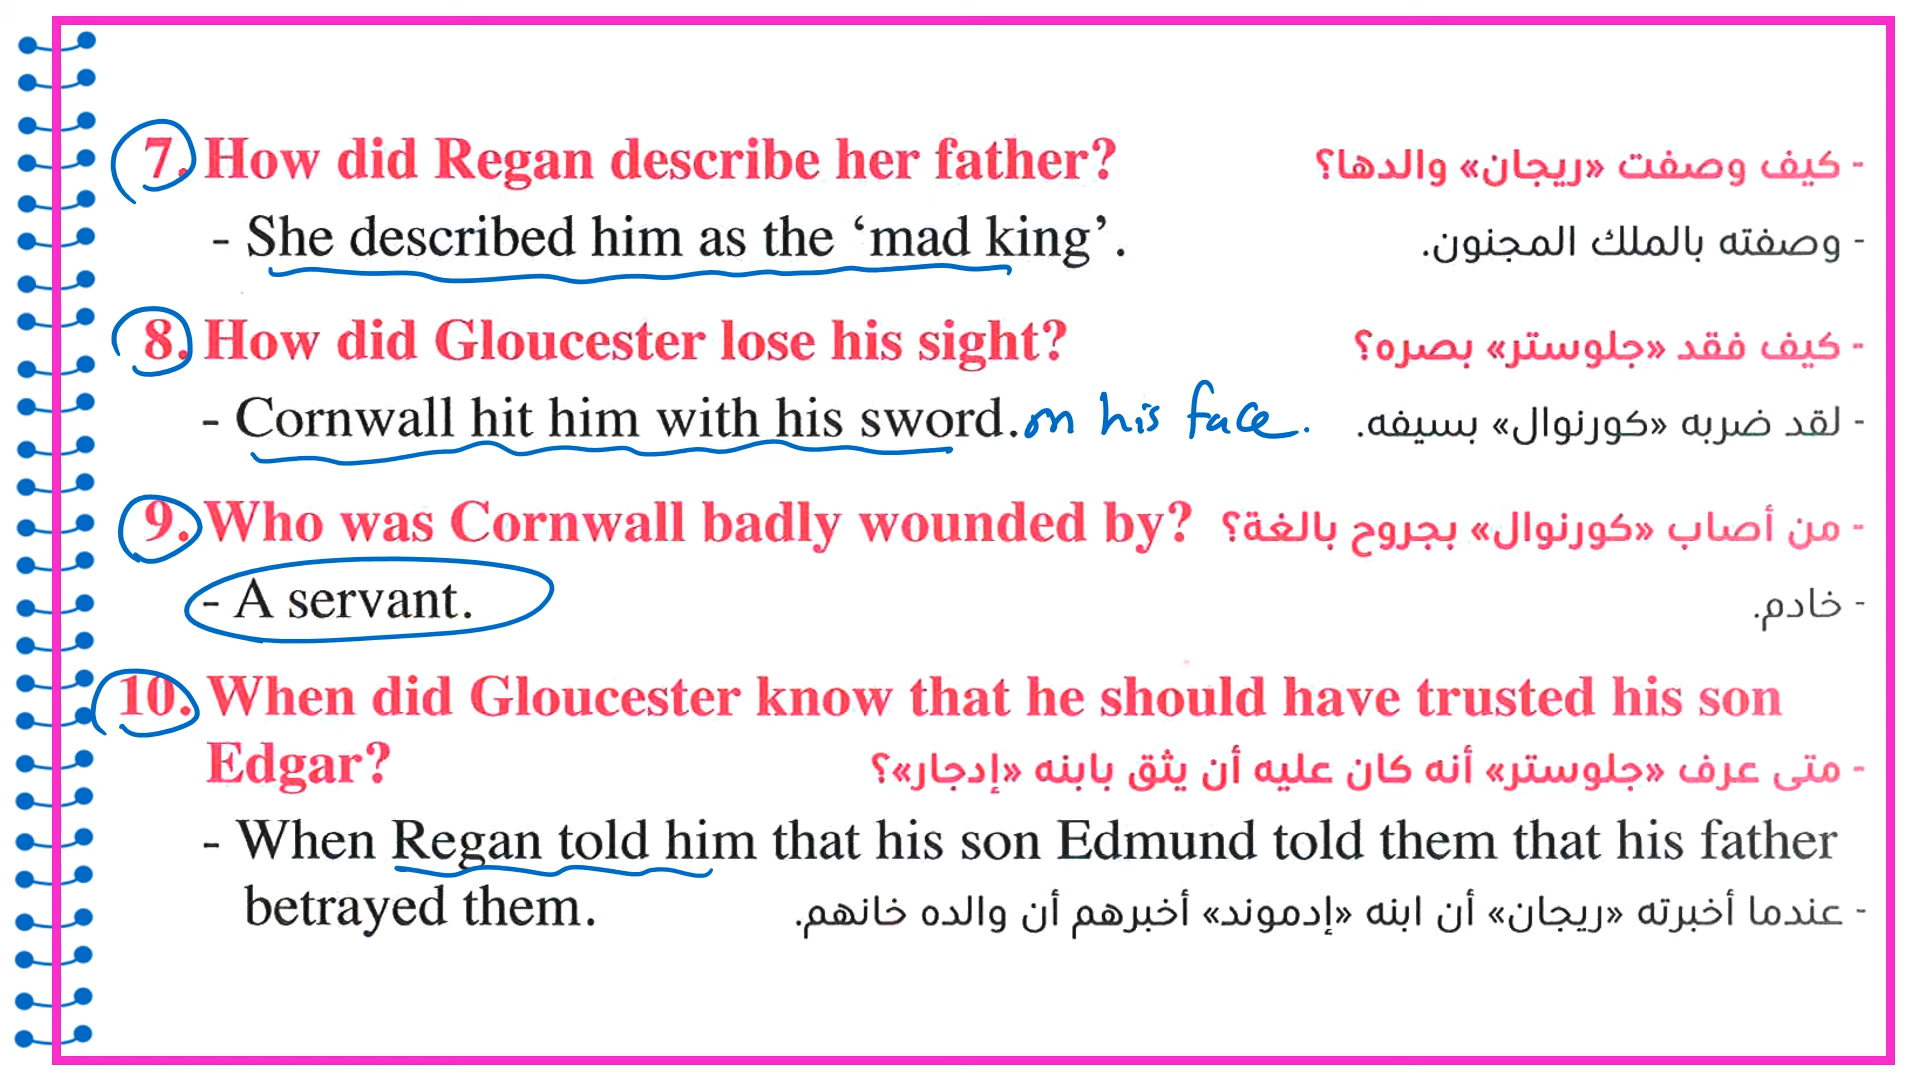 7. How did Regan describe her father? - كيف وصفت «ريجان» والدها؟
- She described him as the ‘mad king’. - وصفته بالملك المجنون.
8. How did Gloucester lose his sight? - كيف فقد «جلوستر» بصره؟
- Cornwall hit him with his sword. on his face. - لقد ضربه «كورنوال» بسيفه.
9. Who was Cornwall badly wounded by? - من أصاب «كورنوال» بجروح بالغة؟
- A servant. - خادم.
10. When did Gloucester know that he should have trusted his son
Edgar? - متى عرف «جلوستر» أنه كان عليه أن يثق بابنه «إدجار»؟
- When Regan told him that his son Edmund told them that his father
betrayed them. - عندما أخبرته «ريجان» أن ابنه «إدموند» أخبرهم أن والده خانهم.